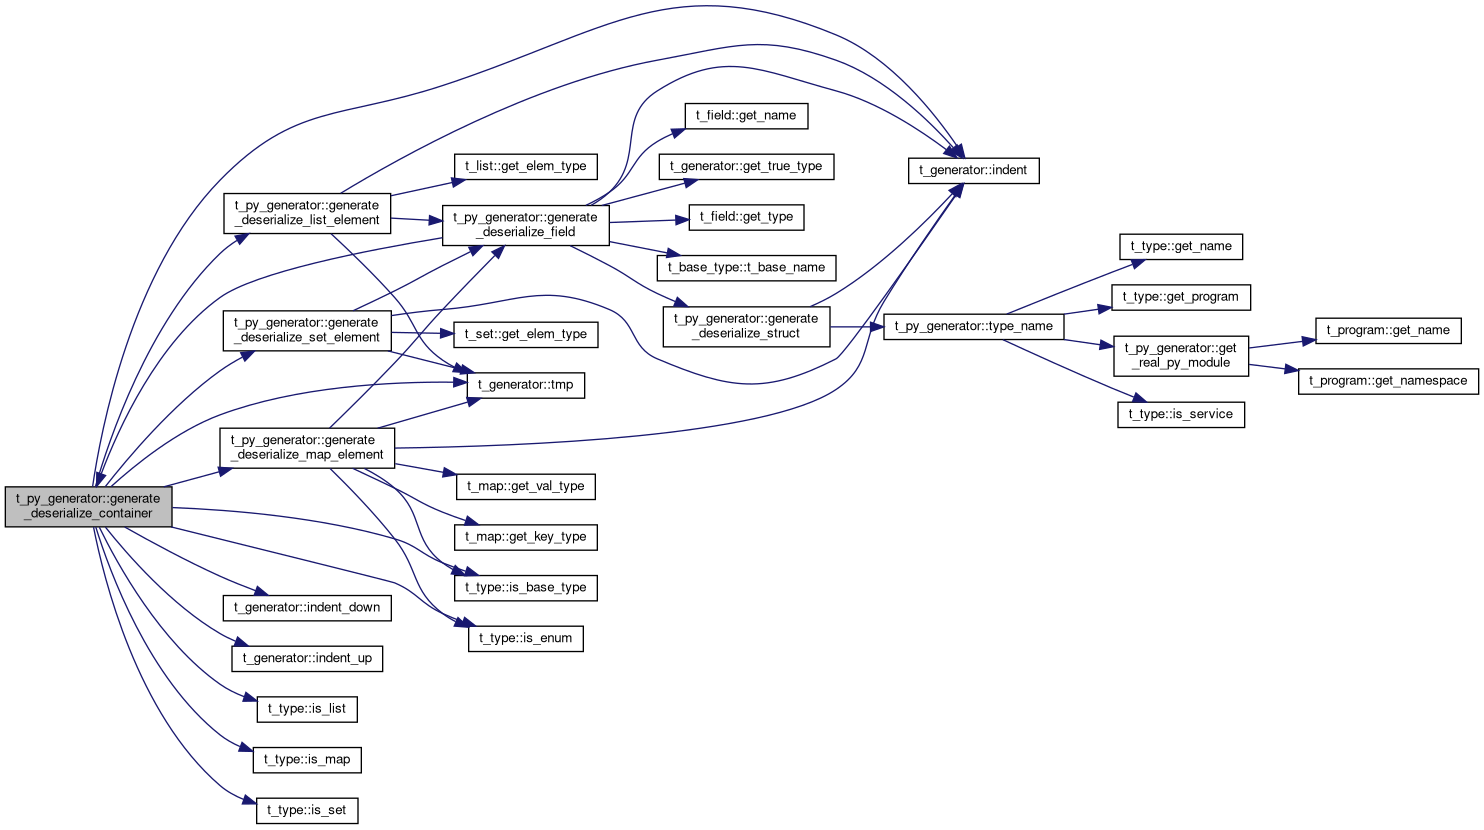 t_py_generator::generate
_deserialize_container
t_py_generator::generate
_deserialize_list_element
t_py_generator::generate
_deserialize_set_element
t_py_generator::generate
_deserialize_map_element
t_generator::indent_down
t_generator::indent_up
t_type::is_list
t_type::is_map
t_type::is_set
t_list::get_elem_type
t_py_generator::generate
_deserialize_field
t_set::get_elem_type
t_generator::tmp
t_map::get_val_type
t_map::get_key_type
t_type::is_base_type
t_type::is_enum
t_field::get_name
t_generator::get_true_type
t_field::get_type
t_base_type::t_base_name
t_py_generator::generate
_deserialize_struct
t_generator::indent
t_py_generator::type_name
t_type::get_name
t_type::get_program
t_py_generator::get
_real_py_module
t_type::is_service
t_program::get_name
t_program::get_namespace